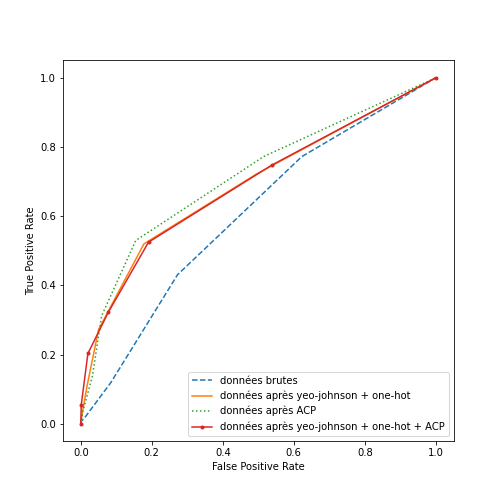 1.0
0.8
0.6
0.4
0.2
0.0
True Positive Rate
données brutes
données après yeo-johnson + one-hot
données après ACP
données après yeo-johnson + one-hot + ACP
0.0 0.2 0.4 0.6 0.8 1.0
False Positive Rate